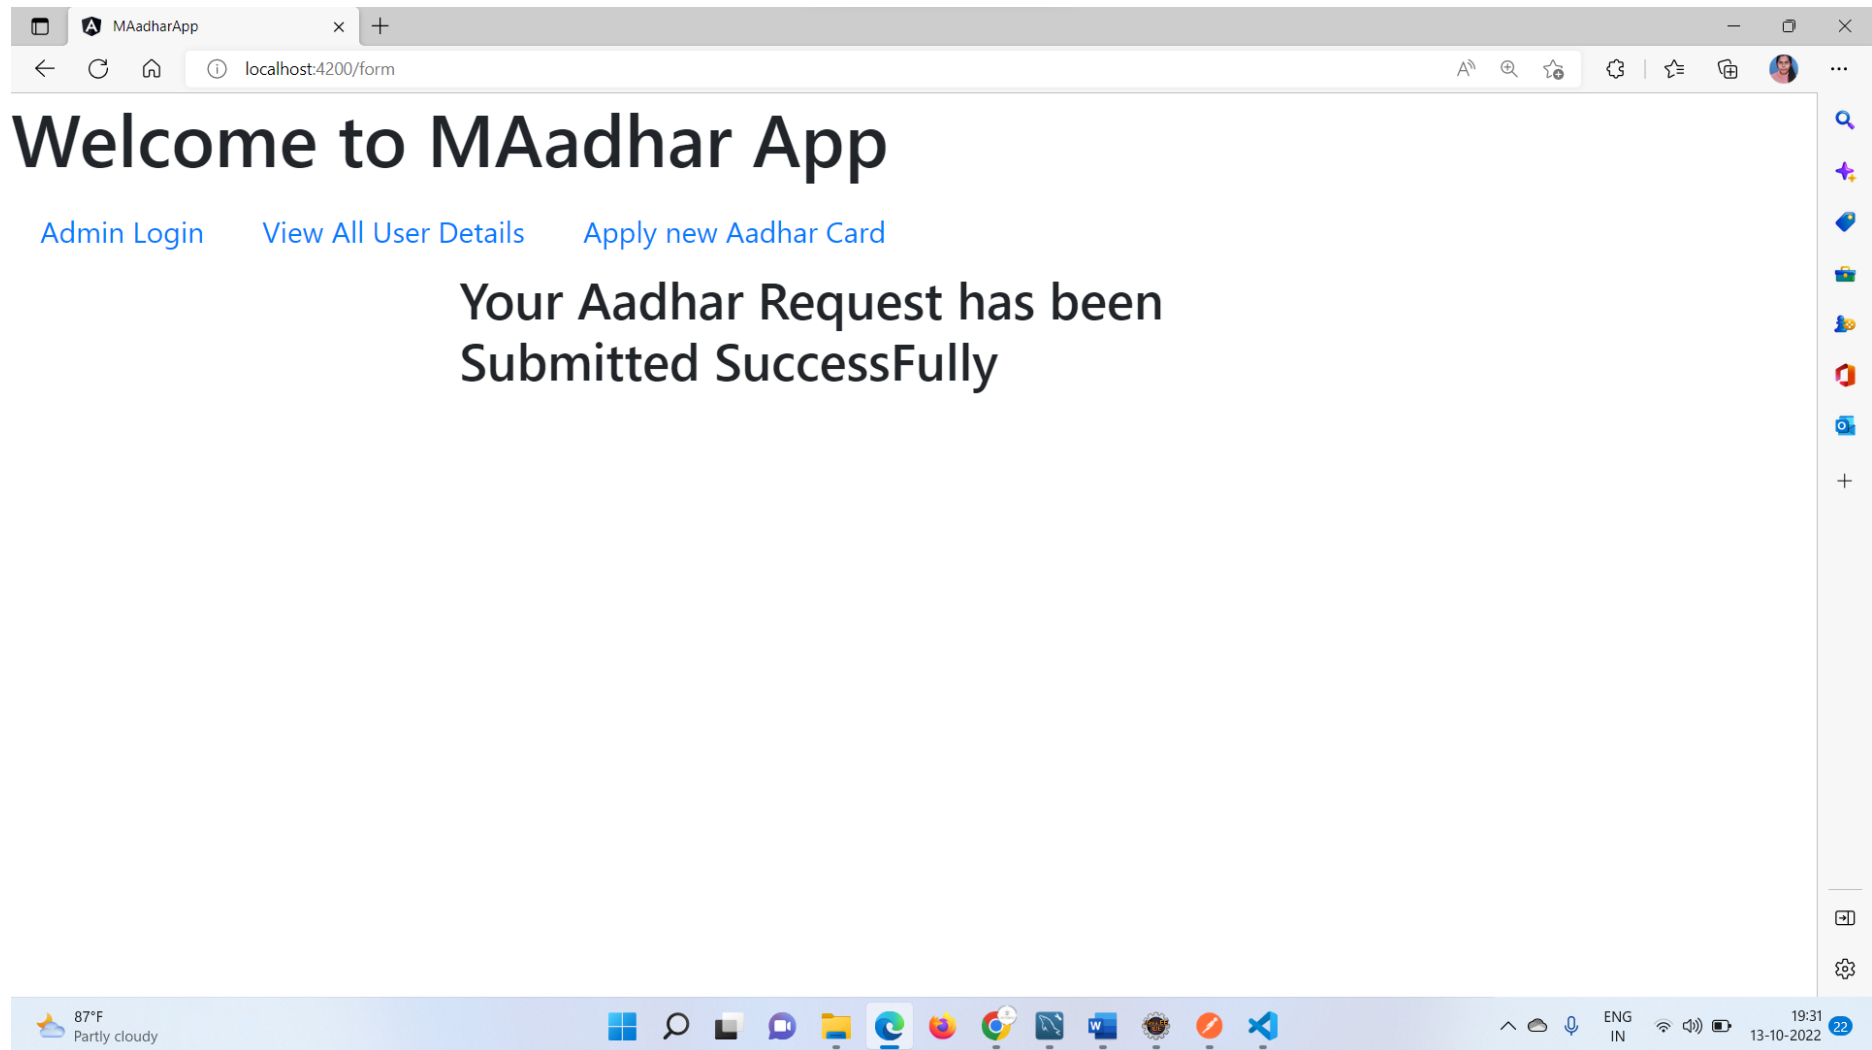 MAadharApp
localhost:4200/form
Welcome to MAadhar App
Admin Login View All User Details Apply new Aadhar Card
Your Aadhar Request has been
Submitted SuccessFully
87°F
Partly cloudy
ENG
IN
19:31
13-10-2022
22